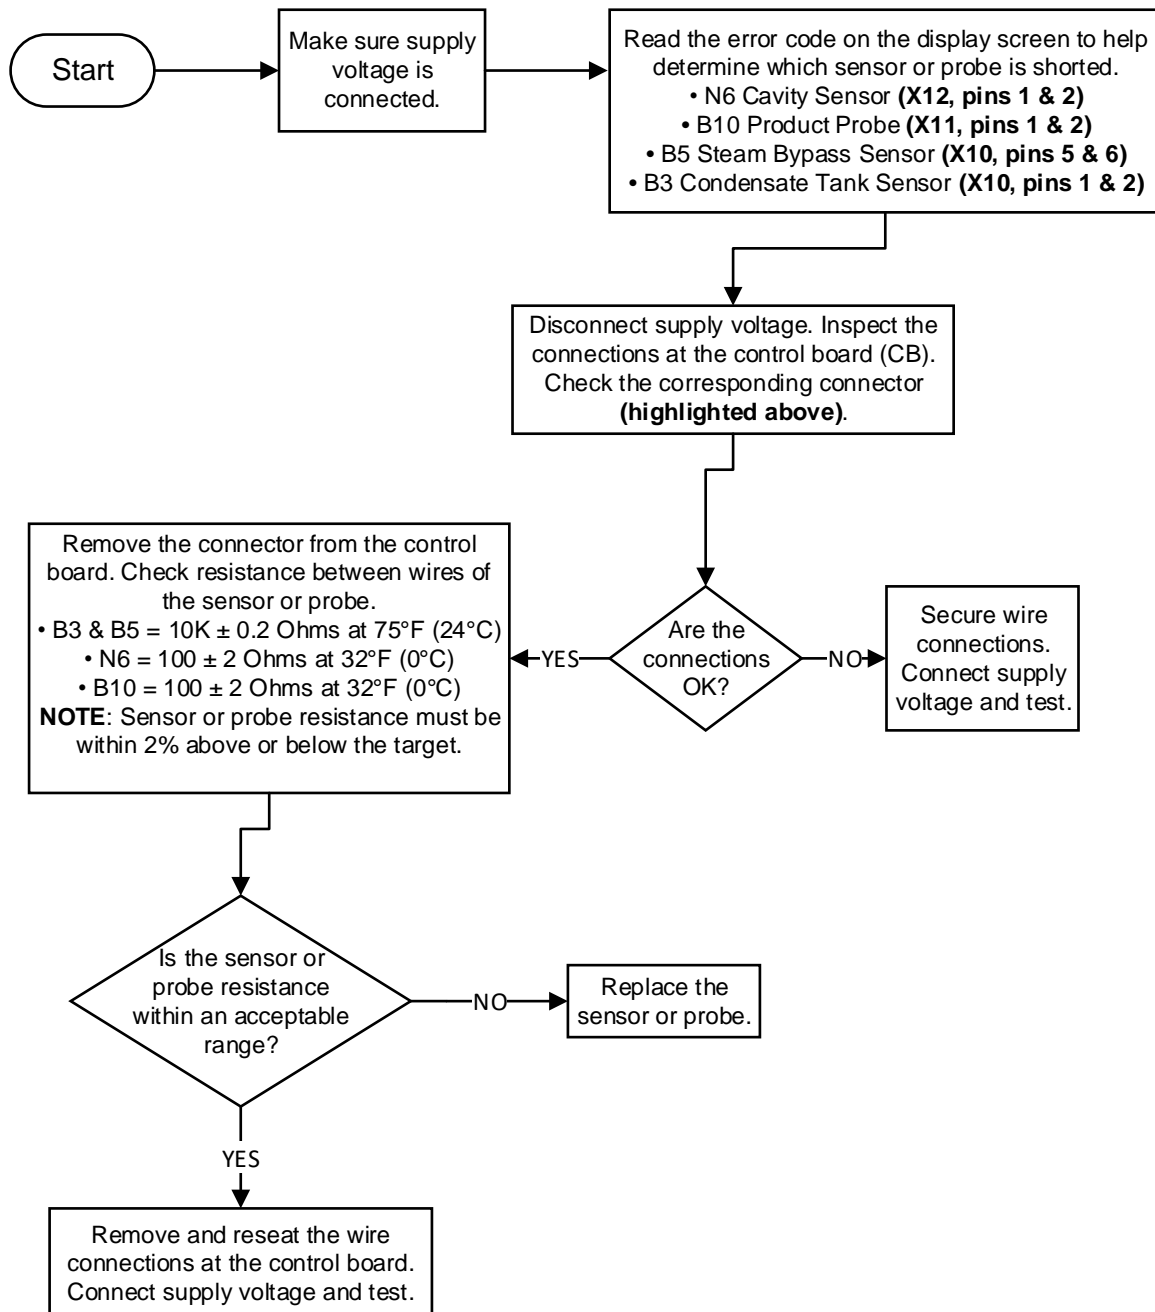 Start
Make sure supply
voltage is
connected.
Read the error code on the display screen to help
determine which sensor or probe is shorted.
• N6 Cavity Sensor (X12, pins 1 & 2)
• B10 Product Probe (X11, pins 1 & 2)
• B5 Steam Bypass Sensor (X10, pins 5 & 6)
• B3 Condensate Tank Sensor (X10, pins 1 & 2)
Disconnect supply voltage. Inspect the
connections at the control board (CB).
Check the corresponding connector
(highlighted above).
Are the
connections
OK?
NO
Secure wire
connections.
Connect supply
voltage and test.
YES
Remove the connector from the control
board. Check resistance between wires of
the sensor or probe.
• B3 & B5 = 10K ± 0.2 Ohms at 75°F (24°C)
• N6 = 100 ± 2 Ohms at 32°F (0°C)
• B10 = 100 ± 2 Ohms at 32°F (0°C)
NOTE: Sensor or probe resistance must be
within 2% above or below the target.
Is the sensor or
probe resistance
within an acceptable
range?
NO
Replace the
sensor or probe.
YES
Remove and reseat the wire
connections at the control board.
Connect supply voltage and test.